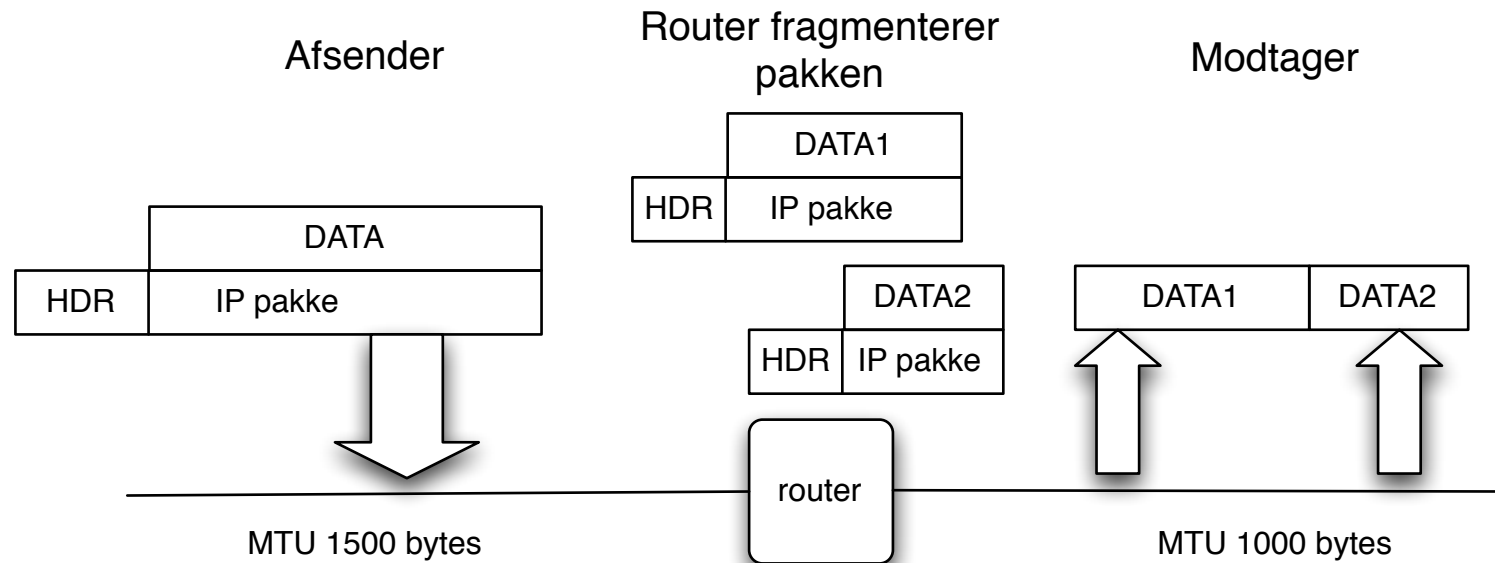 Afsender
Router fragmenterer
pakken
Modtager
DATA
HDR
IP pakke
DATA1
HDR
IP pakke
DATA2
HDR
IP pakke
DATA1
DATA2
router
MTU 1500 bytes
MTU 1000 bytes